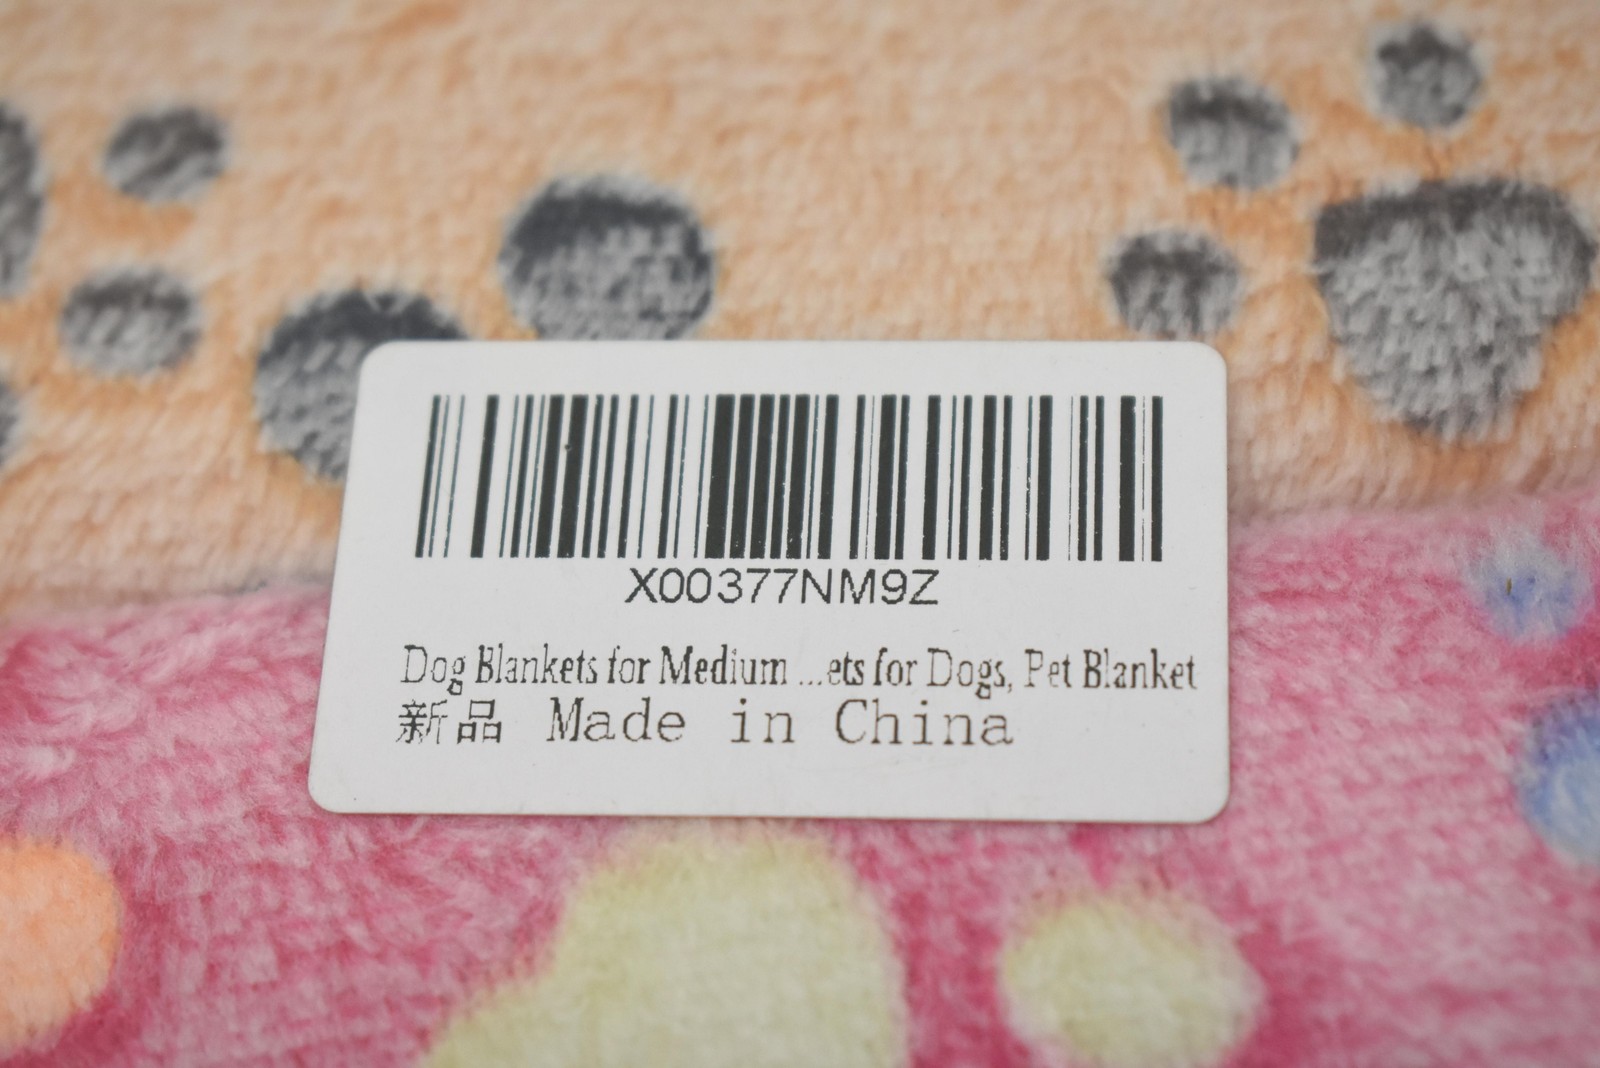 X00377NM9Z
Dog Blankets for Medium ...ets for Dogs, Pet Blanket
新品 Made in China